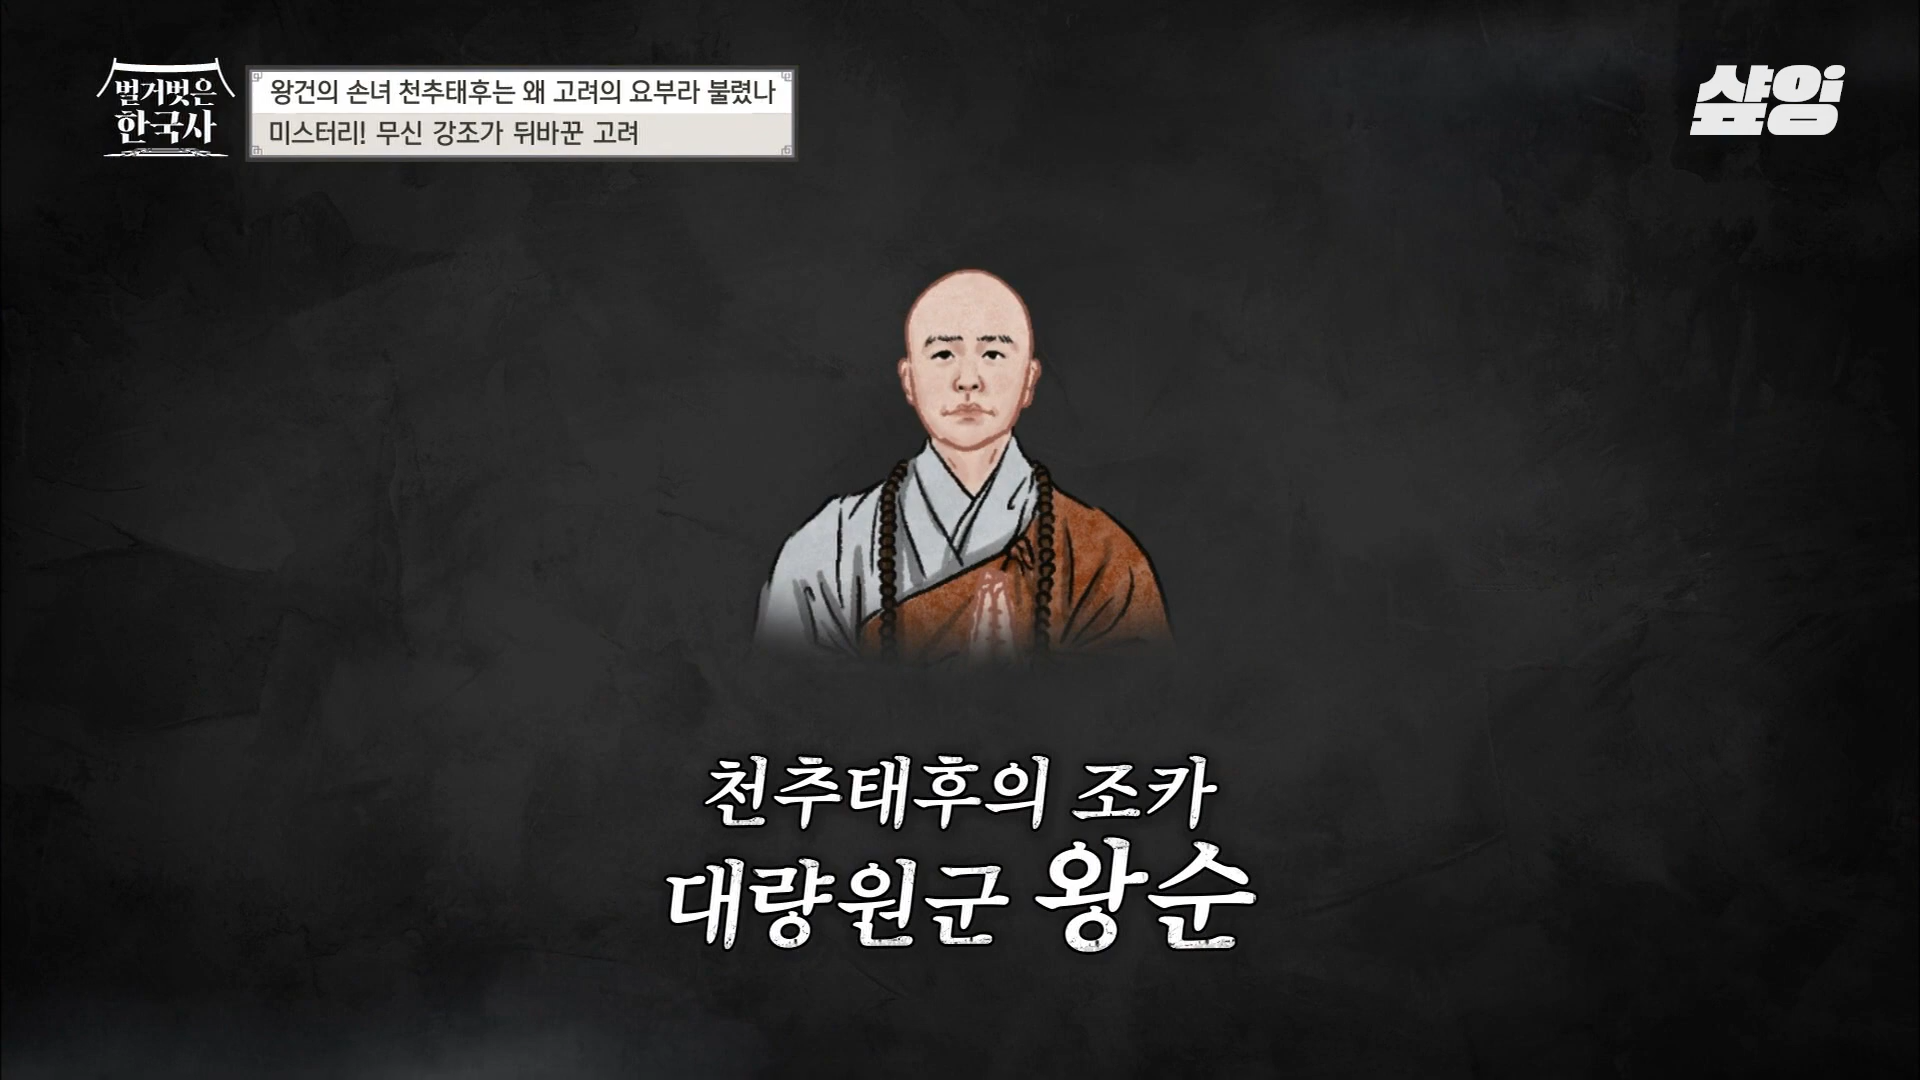 벌거벗은
한국사
왕건의 손녀 천추태후는 왜 고려의 요부라 불렸나
미스터리! 무신 강조가 뒤바꾼 고려
샾잉
천추태후의 조카
대량원군 왕순